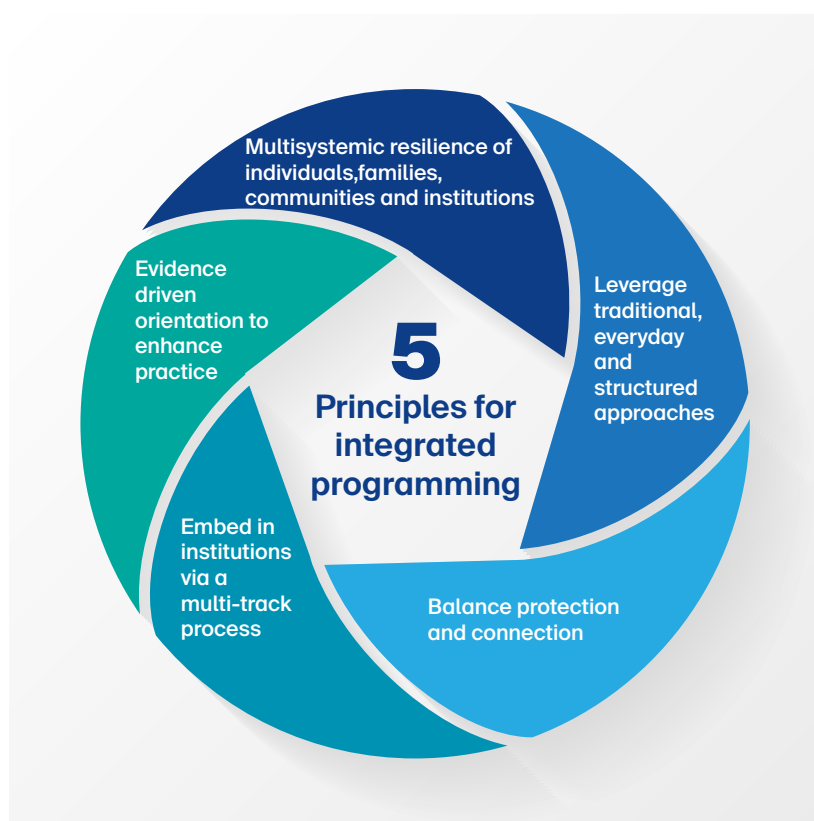 Multisystemic resilience of
individuals,families,
communities and institutions
Leverage
traditional,
everyday
and
structured
approaches
Balance protection
and connection
Embed in
institutions
via a
multi-track
process
Evidence
driven
orientation to
enhance
practice
5
Principles for
integrated
programming